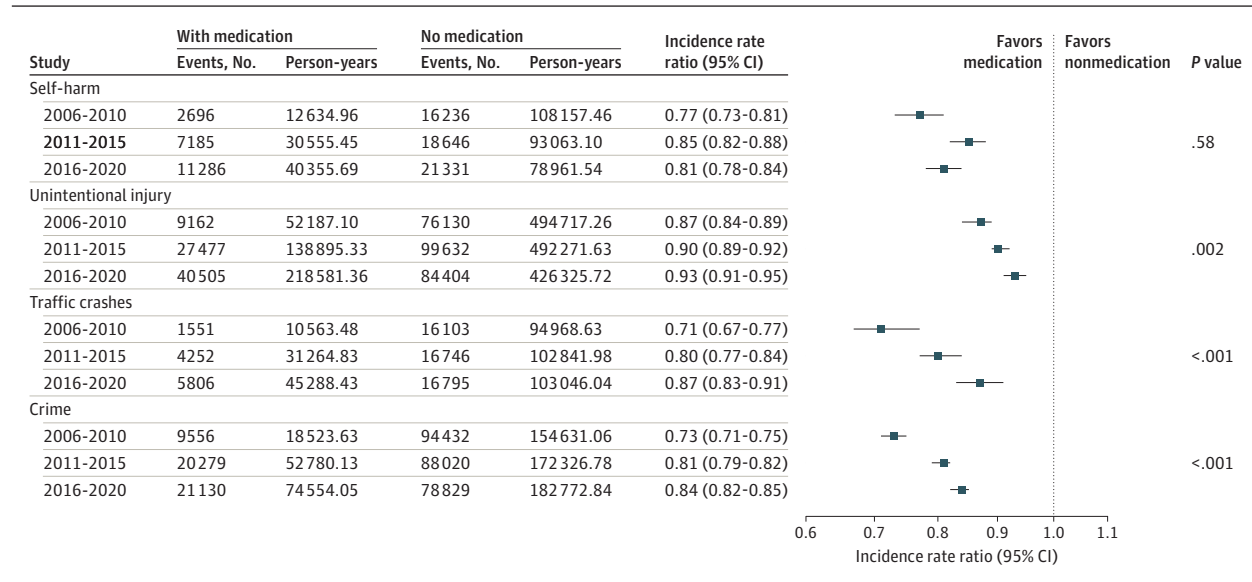 With medication No medication Incidence rate ratio (95% CI) Favors medication Favors nonmedication
Study Events, No. Person-years Events, No. Person-years P value
Self-harm
2006-2010 2696 12634.96 16236 108157.46 0.77 (0.73-0.81)
2011-2015 7185 30555.45 18646 93063.10 0.85 (0.82-0.88) .58
2016-2020 11286 40355.69 21331 78961.54 0.81 (0.78-0.84)
Unintentional injury
2006-2010 9162 52187.10 76130 494717.26 0.87 (0.84-0.89)
2011-2015 27477 138895.33 99632 492271.63 0.90 (0.89-0.92) .002
2016-2020 40505 218581.36 84404 426325.72 0.93 (0.91-0.95)
Traffic crashes
2006-2010 1551 10563.48 16103 94968.63 0.71 (0.67-0.77)
2011-2015 4252 31264.83 16746 102841.98 0.80 (0.77-0.84) <.001
2016-2020 5806 45288.43 16795 103046.04 0.87 (0.83-0.91)
Crime
2006-2010 9556 18523.63 94432 154631.06 0.73 (0.71-0.75)
2011-2015 20279 52780.13 88020 172326.78 0.81 (0.79-0.82) <.001
2016-2020 21130 74554.05 78829 182772.84 0.84 (0.82-0.85)
0.6 0.7 0.8 0.9 1.0 1.1
Incidence rate ratio (95% CI)